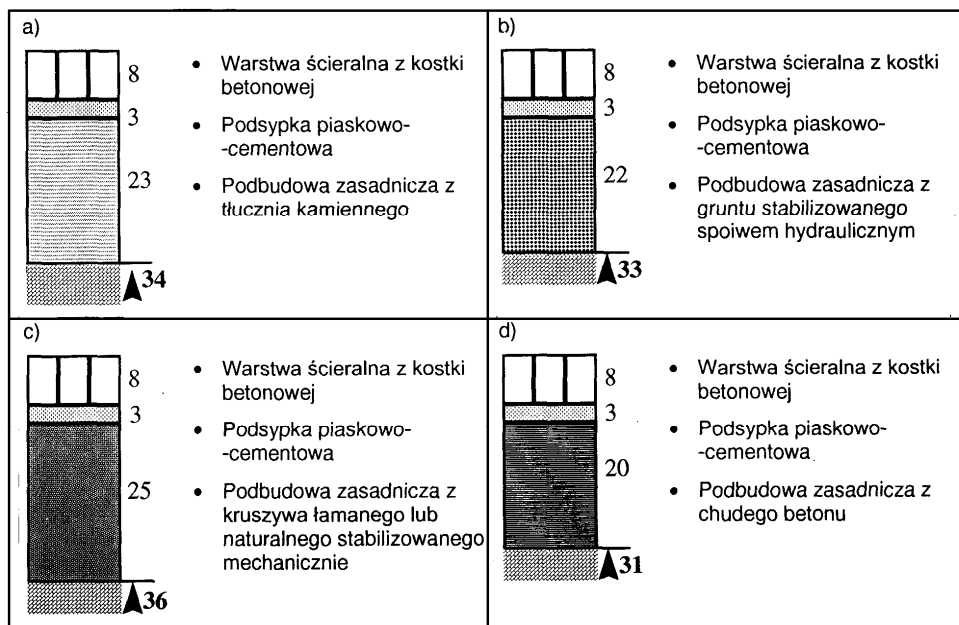 a)
8
3
23
34
• Warstwa ścieralna z kostki
betonowej
• Podsypka piaskowo-
-cementowa
• Podbudowa zasadnicza z
tłucznia kamiennego
b)
8
3
22
33
• Warstwa ścieralna z kostki
betonowej
• Podsypka piaskowo-
-cementowa
• Podbudowa zasadnicza z
gruntu stabilizowanego
spoiwem hydraulicznym
c)
8
3
25
36
• Warstwa ścieralna z kostki
betonowej
• Podsypka piaskowo-
-cementowa
• Podbudowa zasadnicza z
kruszywa łamanego lub
naturalnego stabilizowanego
mechanicznie
d)
8
3
20
31
• Warstwa ścieralna z kostki
betonowej
• Podsypka piaskowo-
-cementowa
• Podbudowa zasadnicza z
chudego betonu